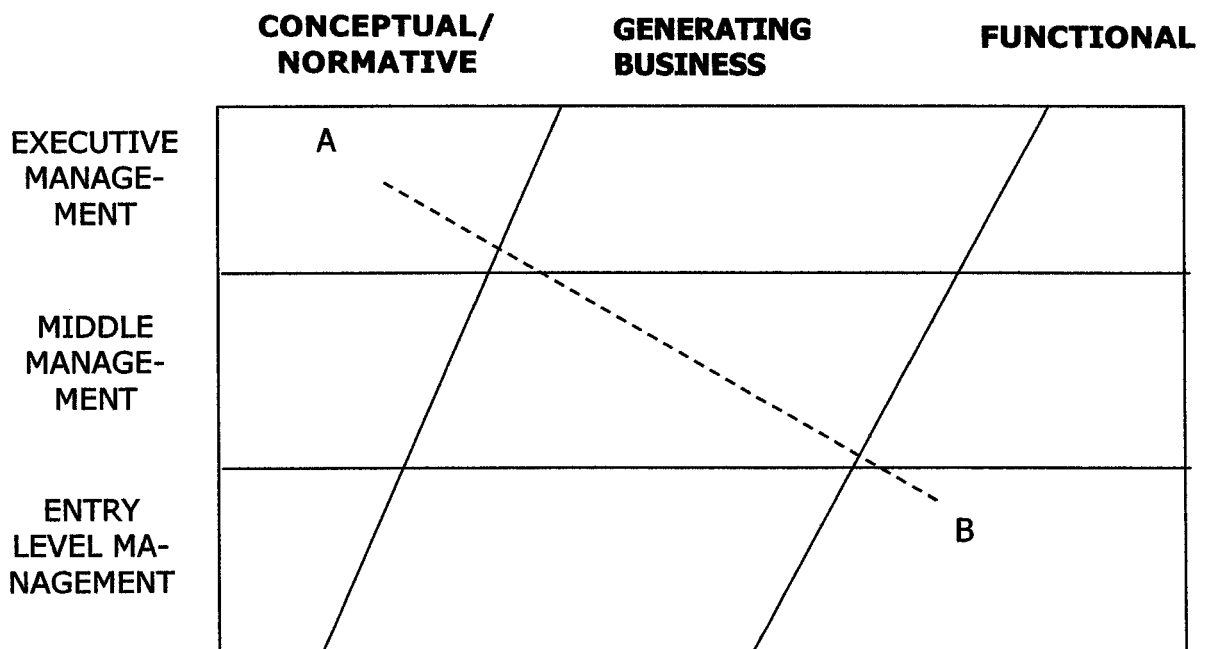 CONCEPTUAL/
NORMATIVE
GENERATING
BUSINESS
FUNCTIONAL
EXECUTIVE
MANAGE-
MENT
A
MIDDLE
MANAGE-
MENT
ENTRY
LEVEL MA-
NAGEMENT
B